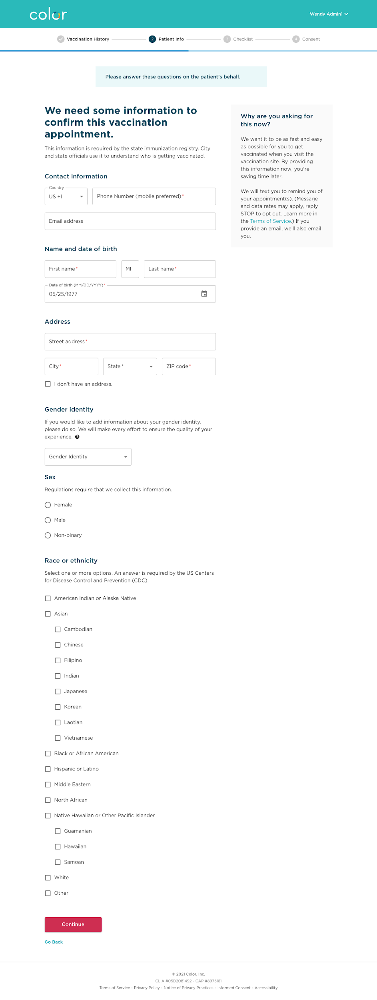 color
Wendy Admin1
Vaccination History
2 Patient Info
3 Checklist
4 Consent
Please answer these questions on the patient's behalf.
We need some information to
confirm this vaccination
appointment.
This information is required by the state immunization registry. City
and state officials use it to understand who is getting vaccinated.
Contact information
Country
US +1
Phone Number (mobile preferred)*
Email address
Name and date of birth
First name*
MI
Last name*
Date of birth (MM/DD/YYYY)*
05/25/1977
Address
Street address*
City*
State*
ZIP code*
I don't have an address.
Gender identity
If you would like to add information about your gender identity,
please do so. We will make every effort to ensure the quality of your
experience. ?
Gender Identity
Sex
Regulations require that we collect this information.
Female
Male
Non-binary
Race or ethnicity
Select one or more options. An answer is required by the US Centers
for Disease Control and Prevention (CDC).
American Indian or Alaska Native
Asian
Cambodian
Chinese
Filipino
Indian
Japanese
Korean
Laotian
Vietnamese
Black or African American
Hispanic or Latino
Middle Eastern
North African
Native Hawaiian or Other Pacific Islander
Guamanian
Hawaiian
Samoan
White
Other
Continue
Go Back
Why are you asking for
this now?
We want it to be as fast and easy
as possible for you to get
vaccinated when you visit the
vaccination site. By providing
this information now, you're
saving time later.
We will text you to remind you of
your appointment(s). (Message
and data rates may apply, reply
STOP to opt out. Learn more in
the Terms of Service.) If you
provide an email, we'll also email
you.
© 2021 Color, Inc.
CLIA #05D2081492 - CAP #8975161
Terms of Service - Privacy Policy - Notice of Privacy Practices - Informed Consent - Accessibility